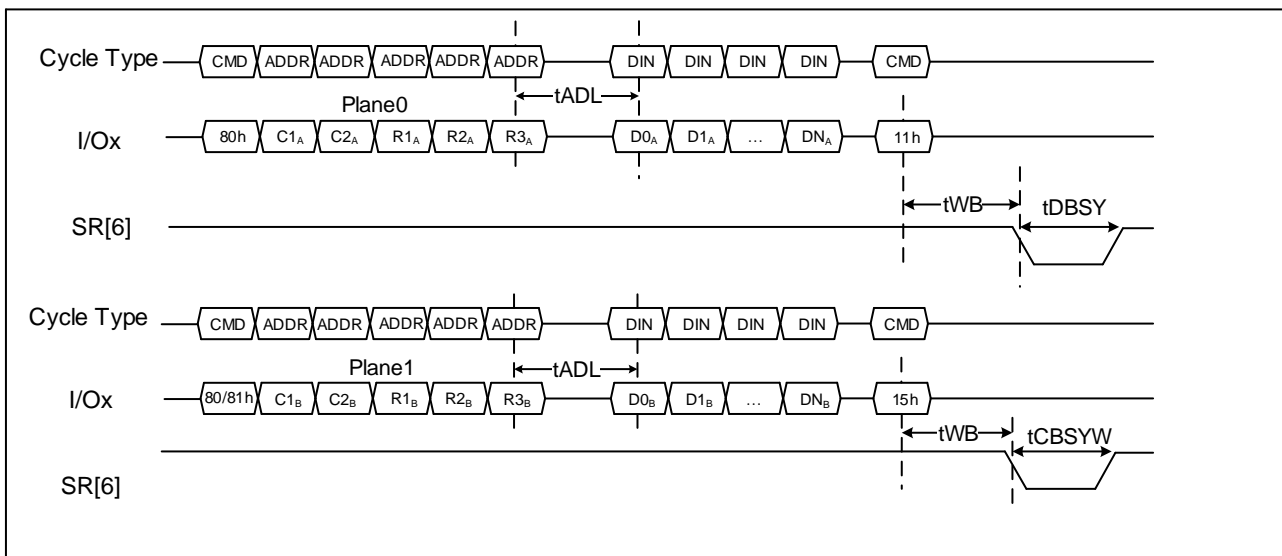 Cycle Type CMD ADDR ADDR ADDR ADDR ADDR DIN DIN DIN DIN CMD
tADL
Plane0
I/Ox 80h C1A C2A R1A R2A R3A D0A D1A ... DNA 11h
tWB tDBSY
SR[6]
Cycle Type CMD ADDR ADDR ADDR ADDR ADDR DIN DIN DIN DIN CMD
Plane1 tADL
I/Ox 80/81h C1B C2B R1B R2B R3B D0B D1B ... DNB 15h
tWB tCBSYW
SR[6]